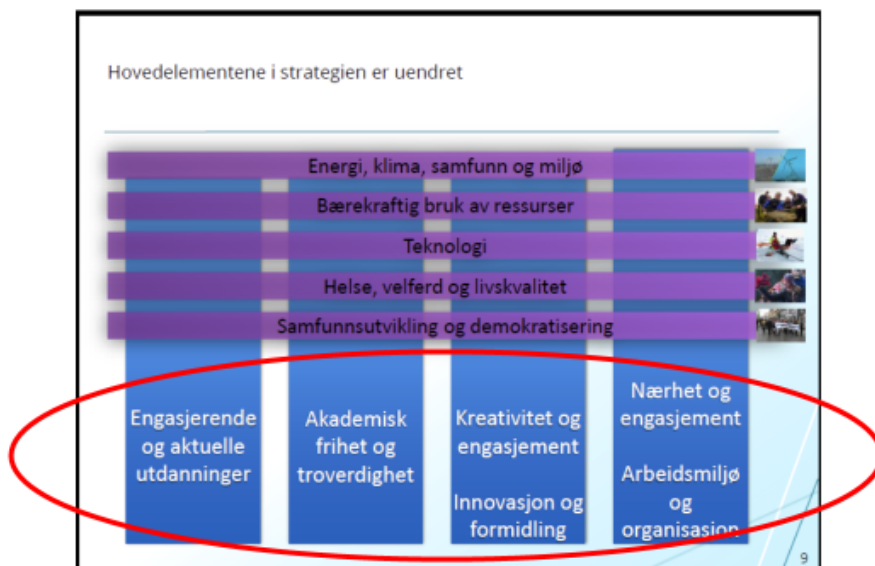 Hovedelementene i strategien er uendret
Energi, klima, samfunn og miljø
Bærekraftig bruk av ressurser
Teknologi
Helse, velferd og livskvalitet
Samfunnsutvikling og demokratisering
Engasjerende
og aktuelle
utdanninger
Akademisk
frihet og
troverdighet
Kreativitet og
engasjement
Innovasjon og
formidling
Nærhet og
engasjement
Arbeidsmiljø
og
organisasjon
9